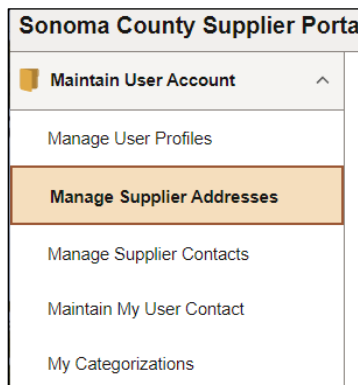 Sonoma County Supplier Porta
Maintain User Account
Manage User Profiles
Manage Supplier Addresses
Manage Supplier Contacts
Maintain My User Contact
My Categorizations